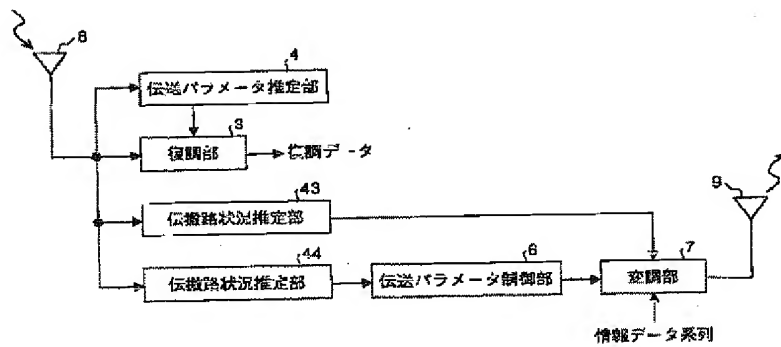 8
4
伝送パラメータ推定部
3
復調部
復調データ
43
伝搬路状況推定部
9
44
伝搬路状況推定部
6
伝送パラメータ制御部
7
変調部
情報データ系列